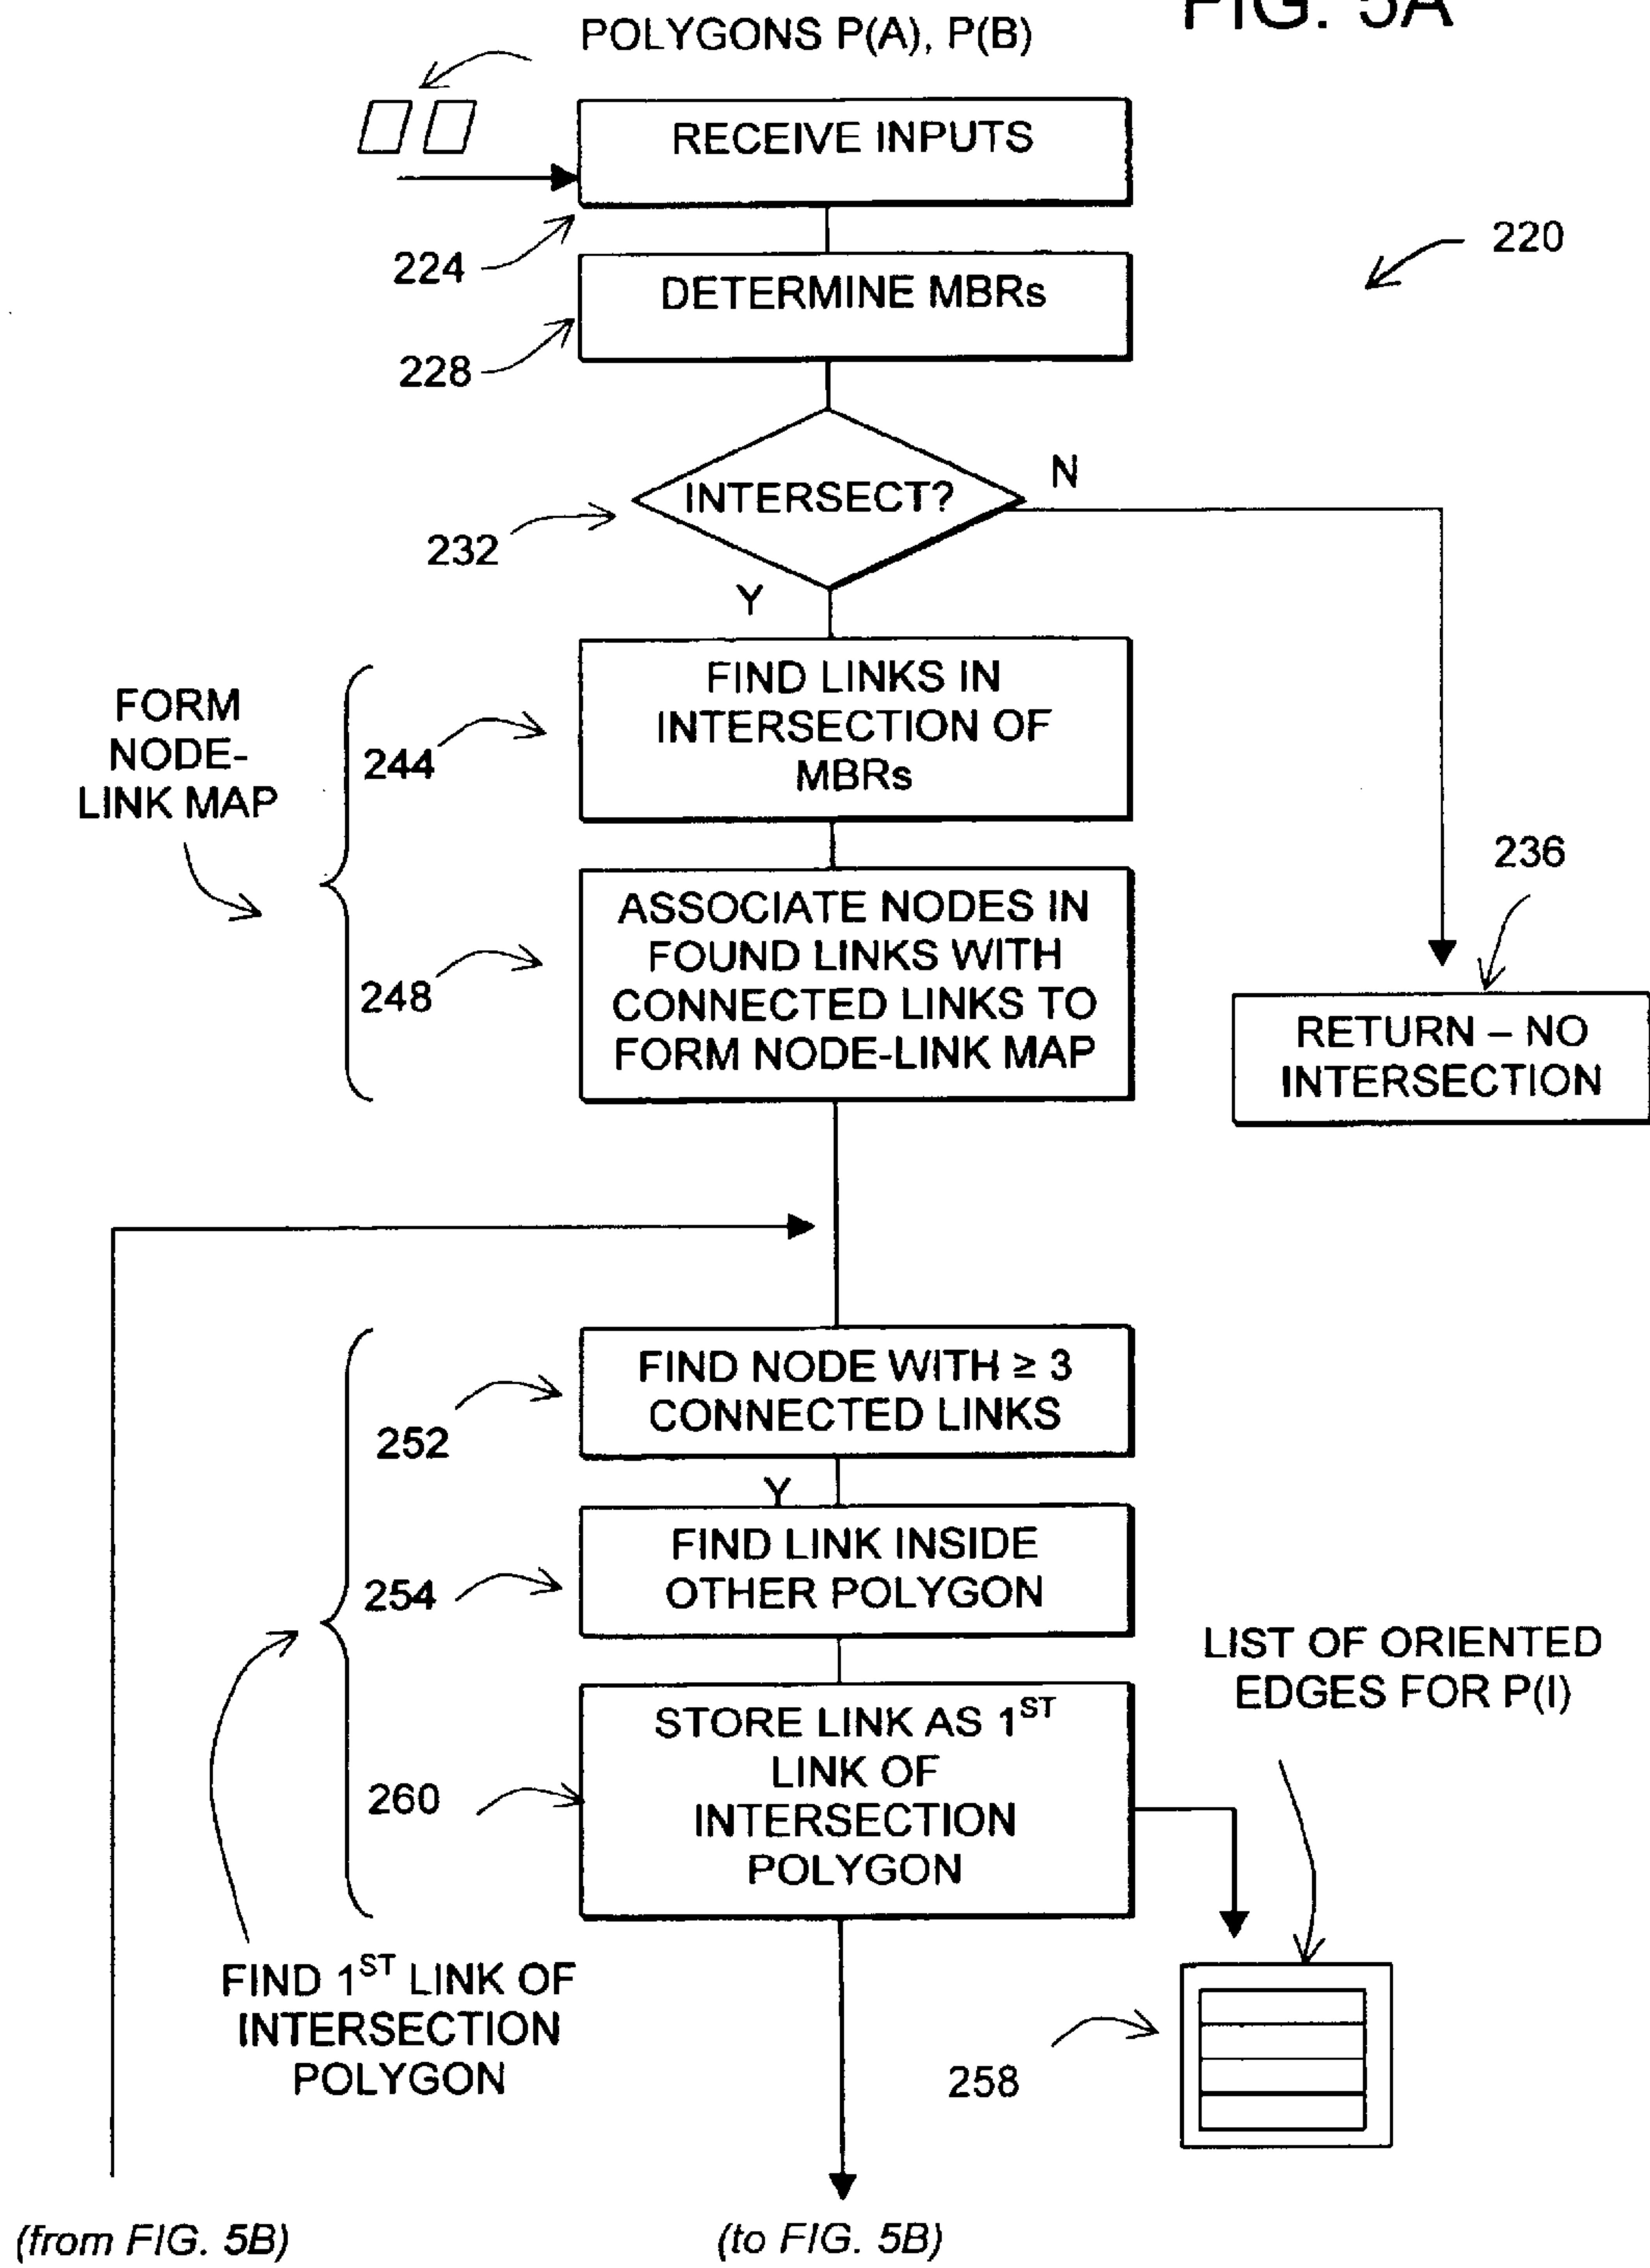 FIG. 5A
POLYGONS P(A), P(B)
RECEIVE INPUTS
224
220
DETERMINE MBRs
228
INTERSECT?
N
232
Y
FORM
NODE-
LINK MAP
244
FIND LINKS IN
INTERSECTION OF
MBRs
236
248
ASSOCIATE NODES IN
FOUND LINKS WITH
CONNECTED LINKS TO
FORM NODE-LINK MAP
RETURN – NO
INTERSECTION
252
FIND NODE WITH ≥ 3
CONNECTED LINKS
Y
254
FIND LINK INSIDE
OTHER POLYGON
LIST OF ORIENTED
EDGES FOR P(I)
260
STORE LINK AS 1ST
LINK OF
INTERSECTION
POLYGON
FIND 1ST LINK OF
INTERSECTION
POLYGON
258
(from FIG. 5B)
(to FIG. 5B)